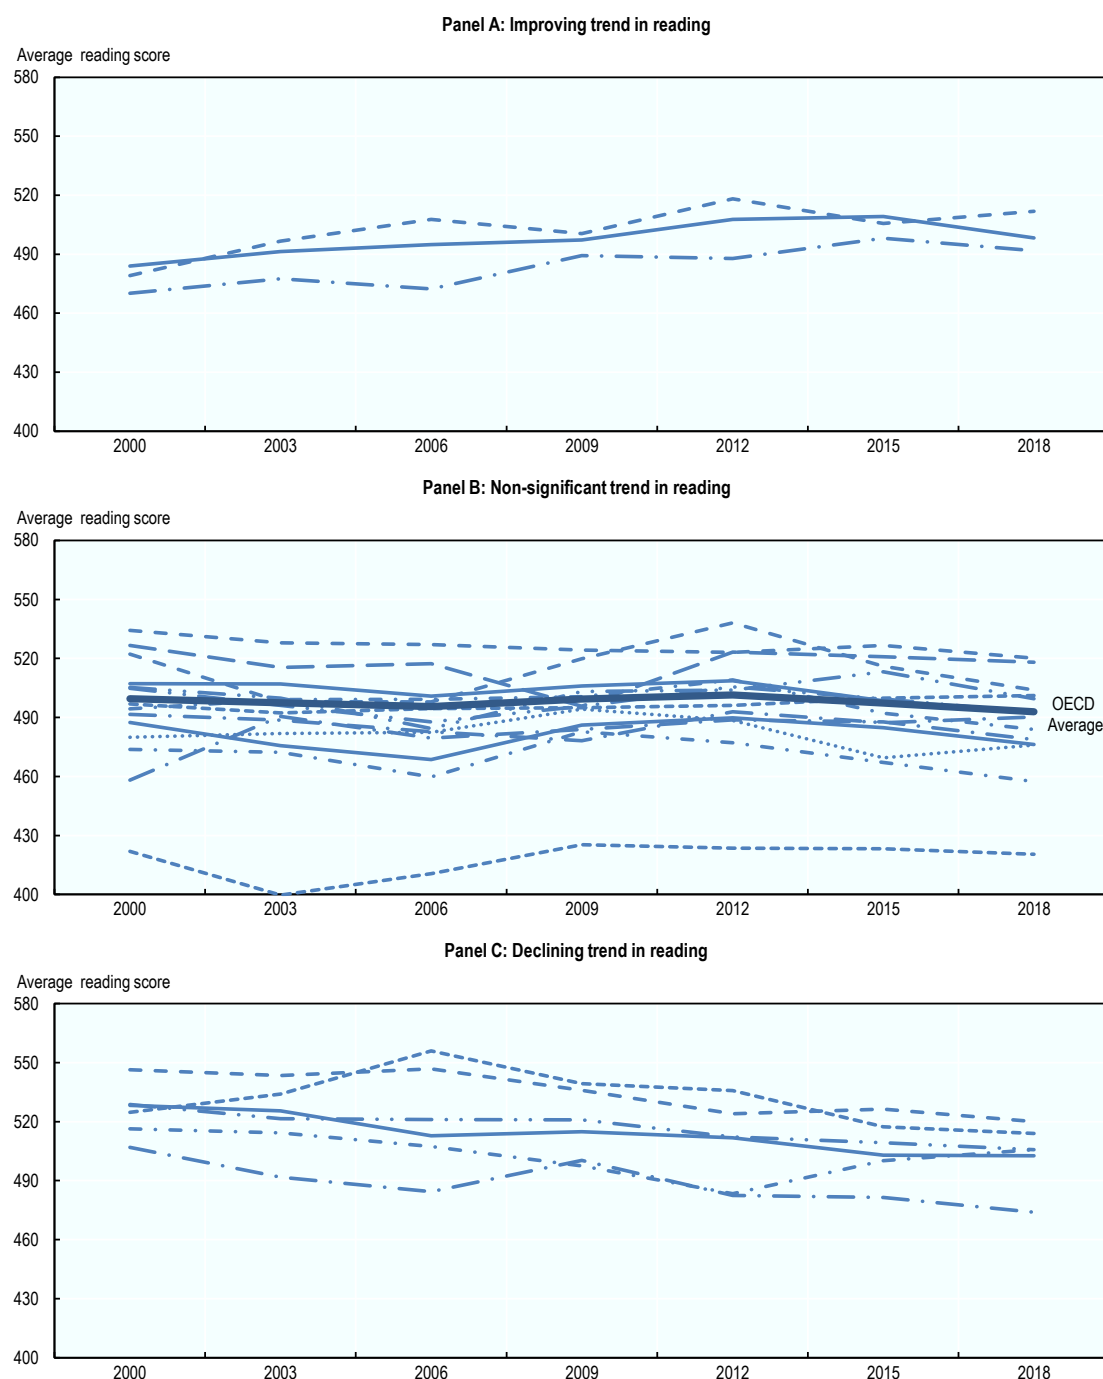 Panel A: Improving trend in reading
Average reading score
580
550
520
490
460
430
400
2000 2003 2006 2009 2012 2015 2018
Panel B: Non-significant trend in reading
Average reading score
580
550
520
490
460
430
400
OECD
Average
2000 2003 2006 2009 2012 2015 2018
Panel C: Declining trend in reading
Average reading score
580
550
520
490
460
430
400
2000 2003 2006 2009 2012 2015 2018